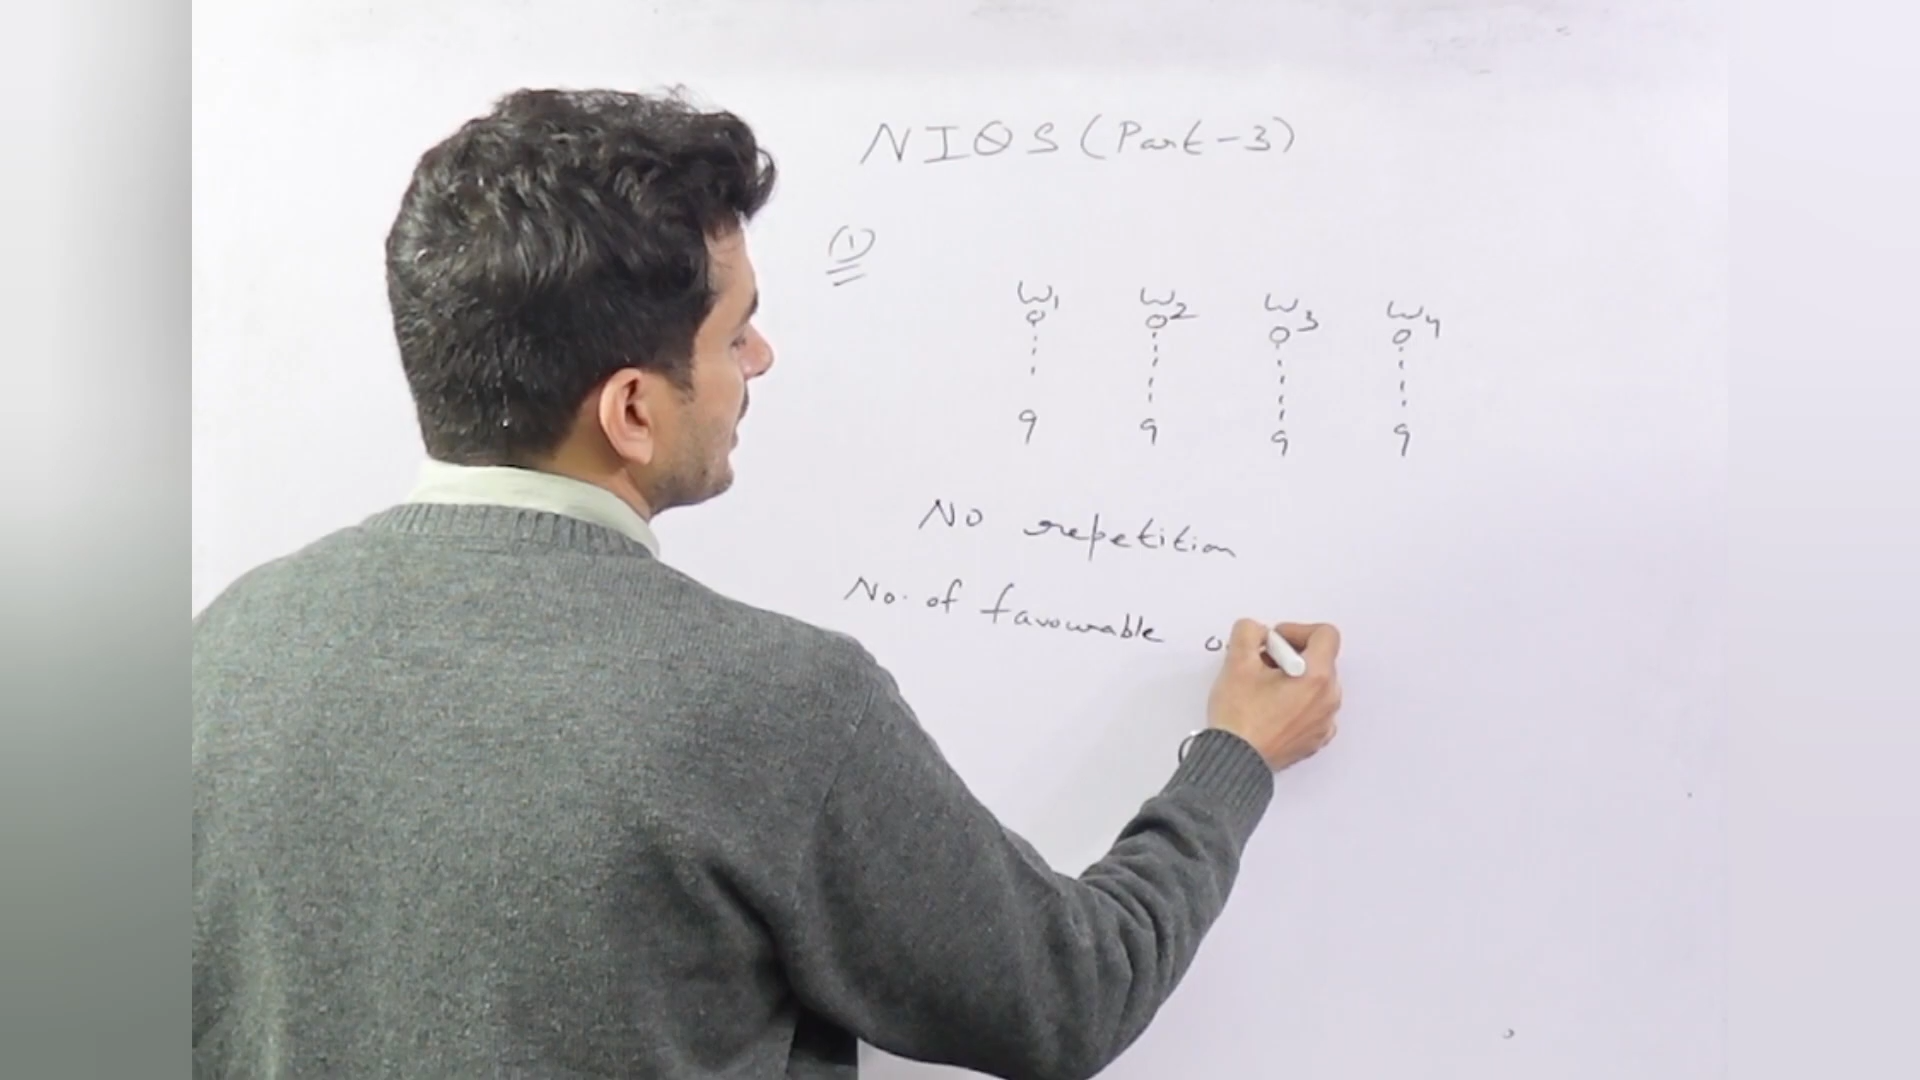 NIOS (Part-3)
①
W1 W2 W3 W4
0 0 0 0
9 9 9 9
No repetition
No. of favourable